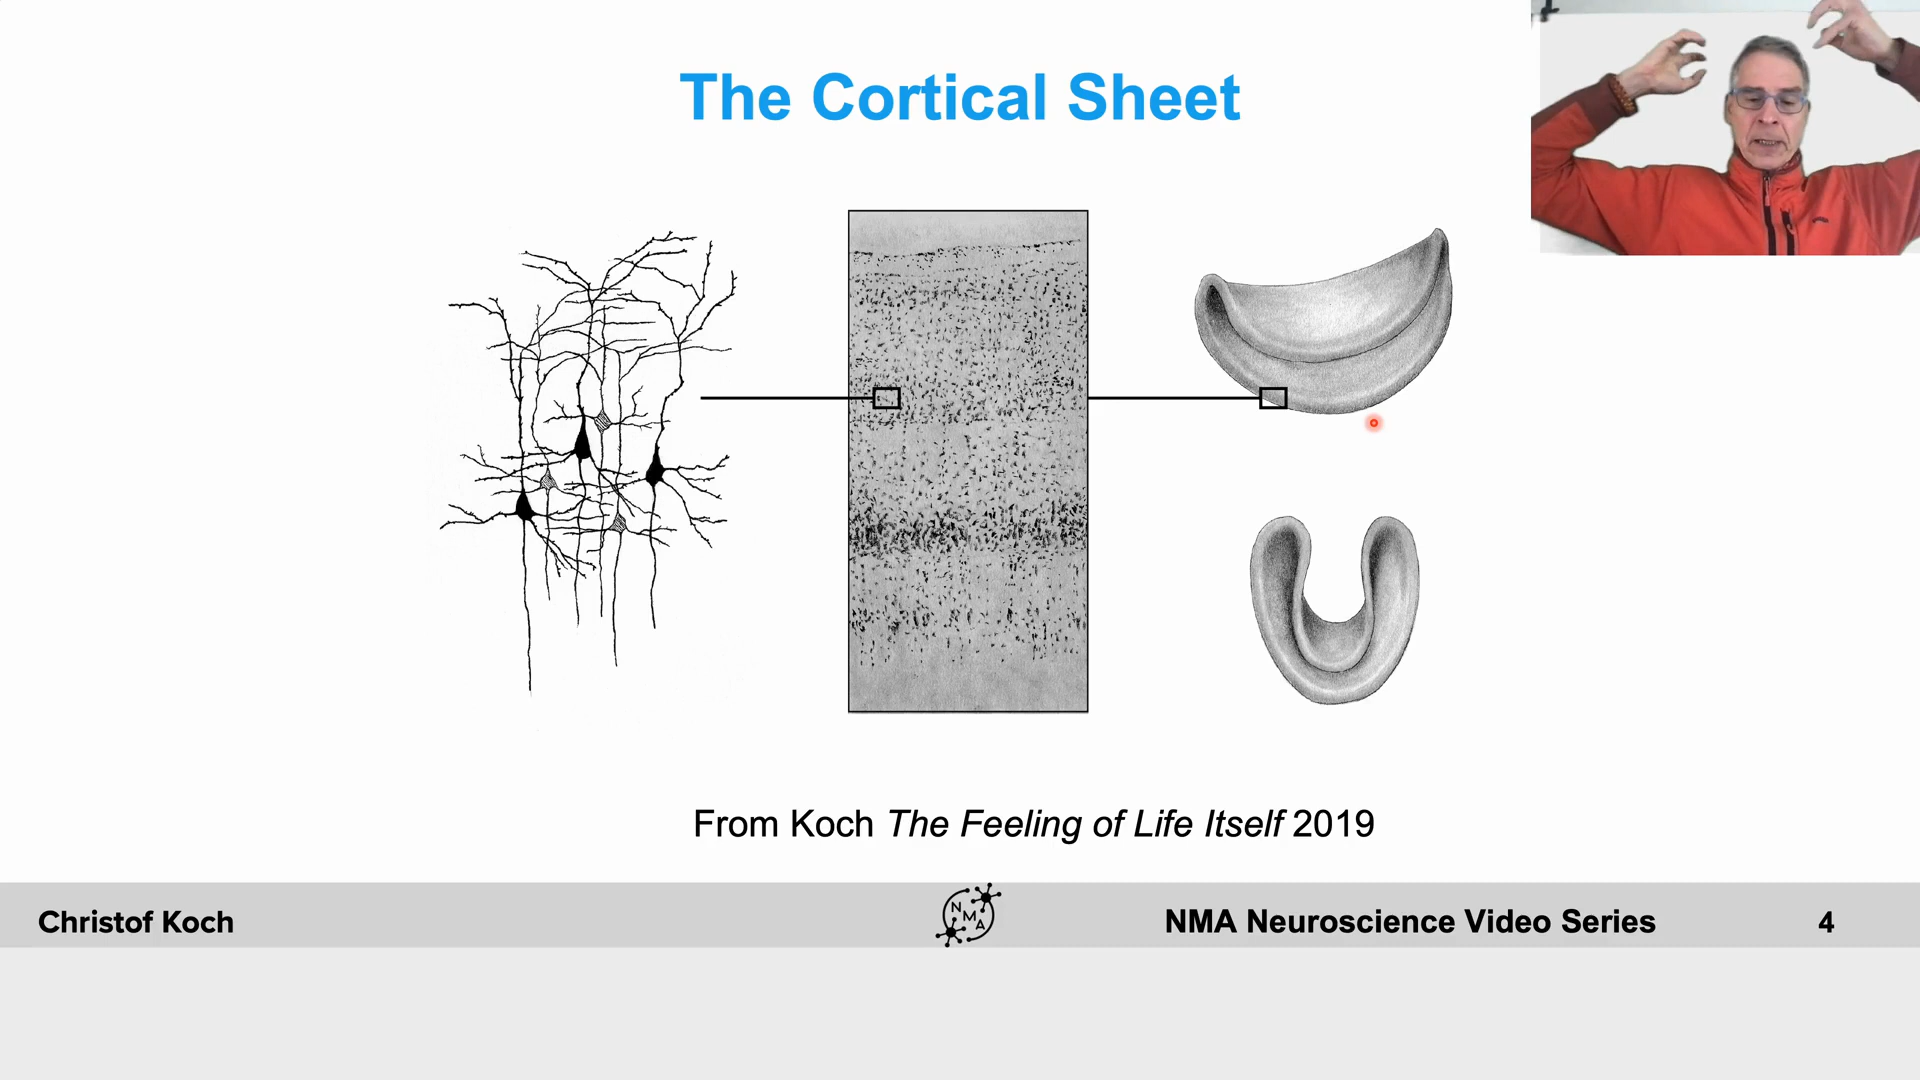 The Cortical Sheet
From Koch The Feeling of Life Itself 2019
Christof Koch
N
M
A
NMA Neuroscience Video Series
4